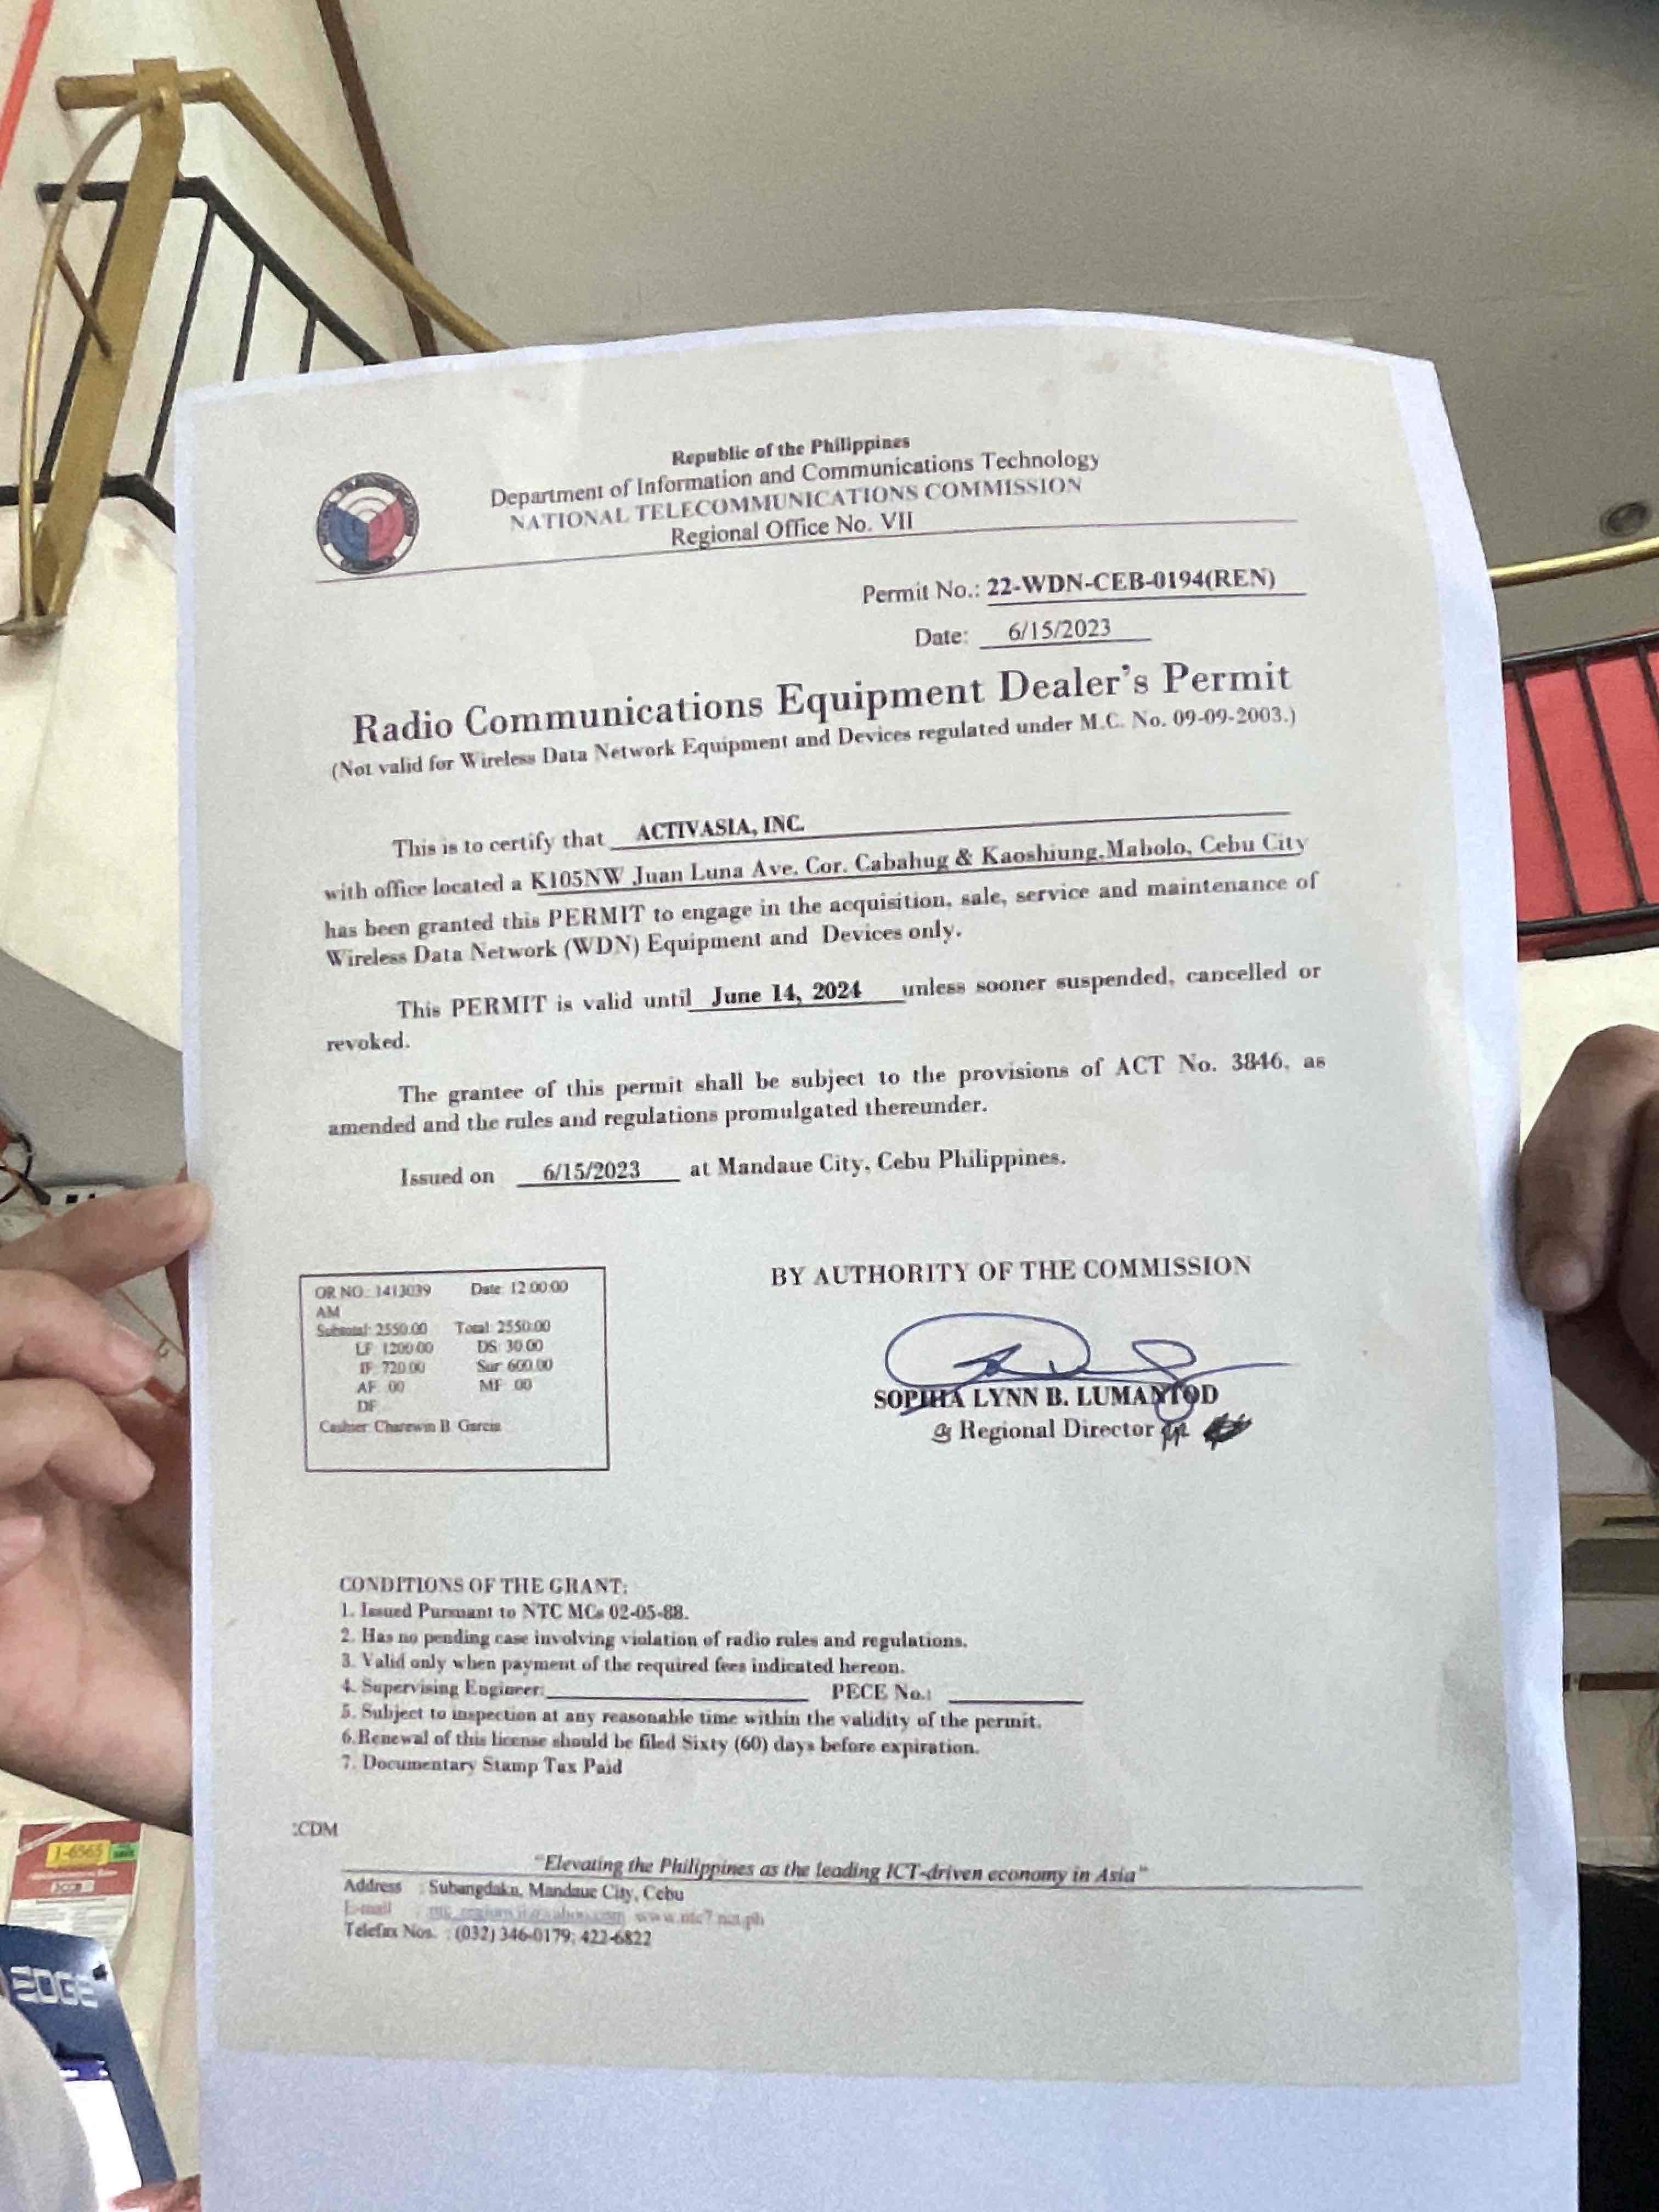 Republic of the Philippines
Department of Information and Communications Technology
NATIONAL TELECOMMUNICATIONS COMMISSION
Regional Office No. VII
Permit No.: 22-WDN-CEB-0194(REN)
Date: 6/15/2023
Radio Communications Equipment Dealer's Permit
(Not valid for Wireless Data Network Equipment and Devices regulated under M.C. No. 09-09-2003.)
This is to certify that ACTIVASIA, INC.
with office located a K105NW Juan Luna Ave. Cor. Cabahug & Kaoshiung.Mabolo, Cebu City
has been granted this PERMIT to engage in the acquisition, sale, service and maintenance of
Wireless Data Network (WDN) Equipment and Devices only.
This PERMIT is valid until June 14, 2024 unless sooner suspended, cancelled or
revoked.
The grantee of this permit shall be subject to the provisions of ACT No. 3846, as
amended and the rules and regulations promulgated thereunder.
Issued on 6/15/2023 at Mandaue City, Cebu Philippines.
OR NO.: 1413039 Date: 12:00:00
AM
Subtotal: 2550.00 Total: 2550.00
LF: 1200.00 DS: 30.00
IF: 720.00 Sur: 600.00
AF: .00 MF: .00
DF
Cashier: Charewin B. Garcia
BY AUTHORITY OF THE COMMISSION
SOPHIA LYNN B. LUMANTOD
Regional Director
CONDITIONS OF THE GRANT:
1. Issued Pursuant to NTC MCs 02-05-88.
2. Has no pending case involving violation of radio rules and regulations.
3. Valid only when payment of the required fees indicated hereon.
4. Supervising Engineer: PECE No.:
5. Subject to inspection at any reasonable time within the validity of the permit.
6.Renewal of this license should be filed Sixty (60) days before expiration.
7. Documentary Stamp Tax Paid
:CDM
"Elevating the Philippines as the leading ICT-driven economy in Asia"
Address : Subangdaku, Mandaue City, Cebu
E-mail : www.ntc7.net.ph
Telefax Nos. : (032) 346-0179; 422-6822
1-6565
EDGE